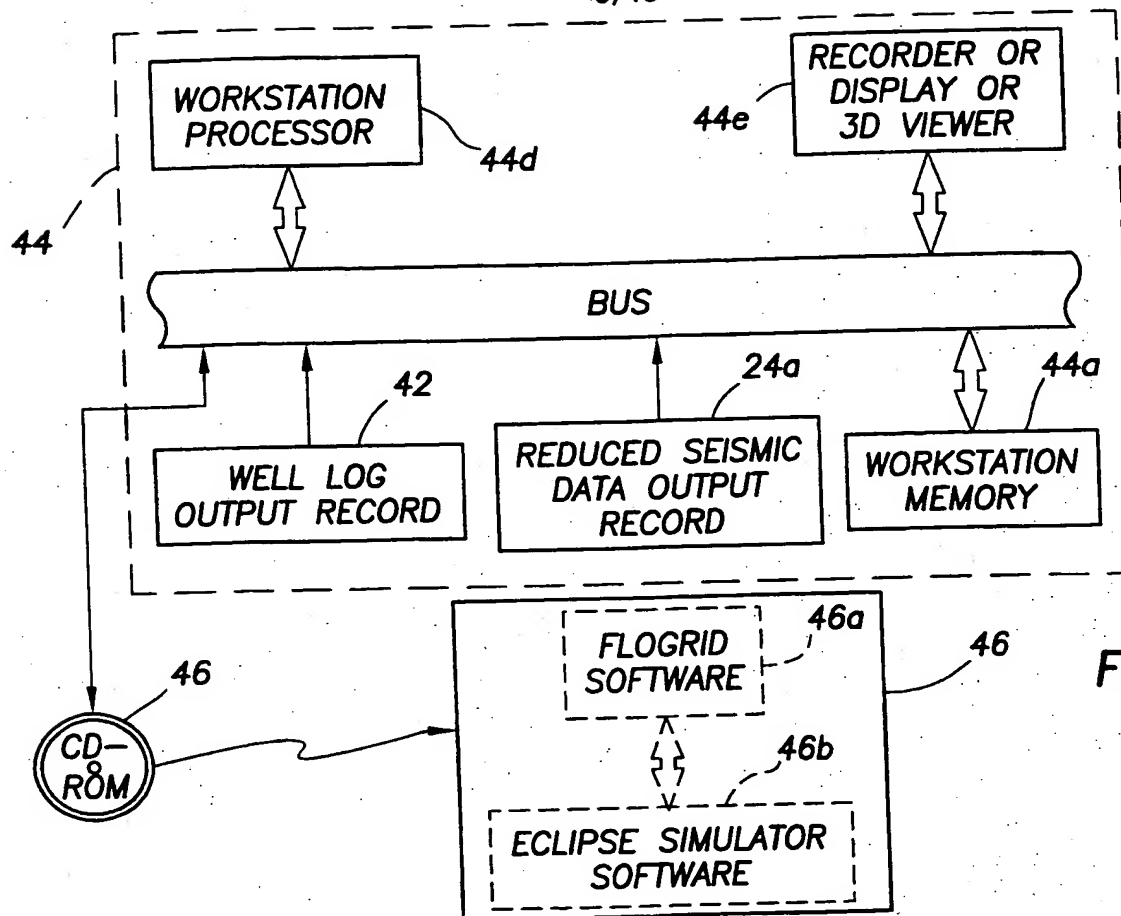 WORKSTATION
PROCESSOR
44d
RECORDER OR
DISPLAY OR
3D VIEWER
44e
44
BUS
42
WELL LOG
OUTPUT RECORD
24a
REDUCED SEISMIC
DATA OUTPUT
RECORD
44a
WORKSTATION
MEMORY
46
CD-
ROM
46a
FLOGRID
SOFTWARE
46
46b
ECLIPSE SIMULATOR
SOFTWARE
F